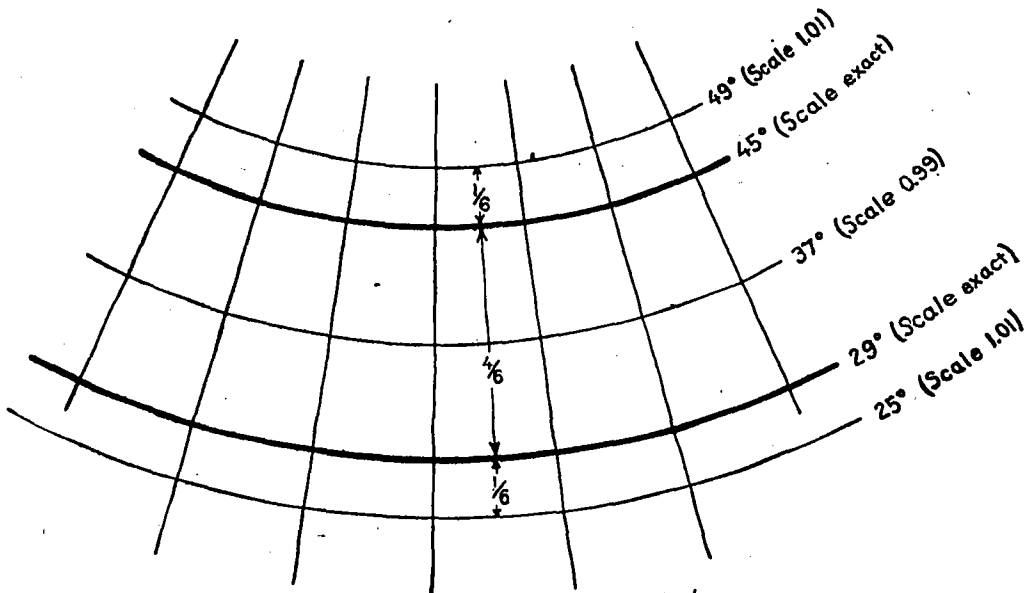 49° (Scale 1.01)
45° (Scale exact)
1/6
37° (Scale 0.99)
29° (Scale exact)
4/6
25° (Scale 1.01)
1/6